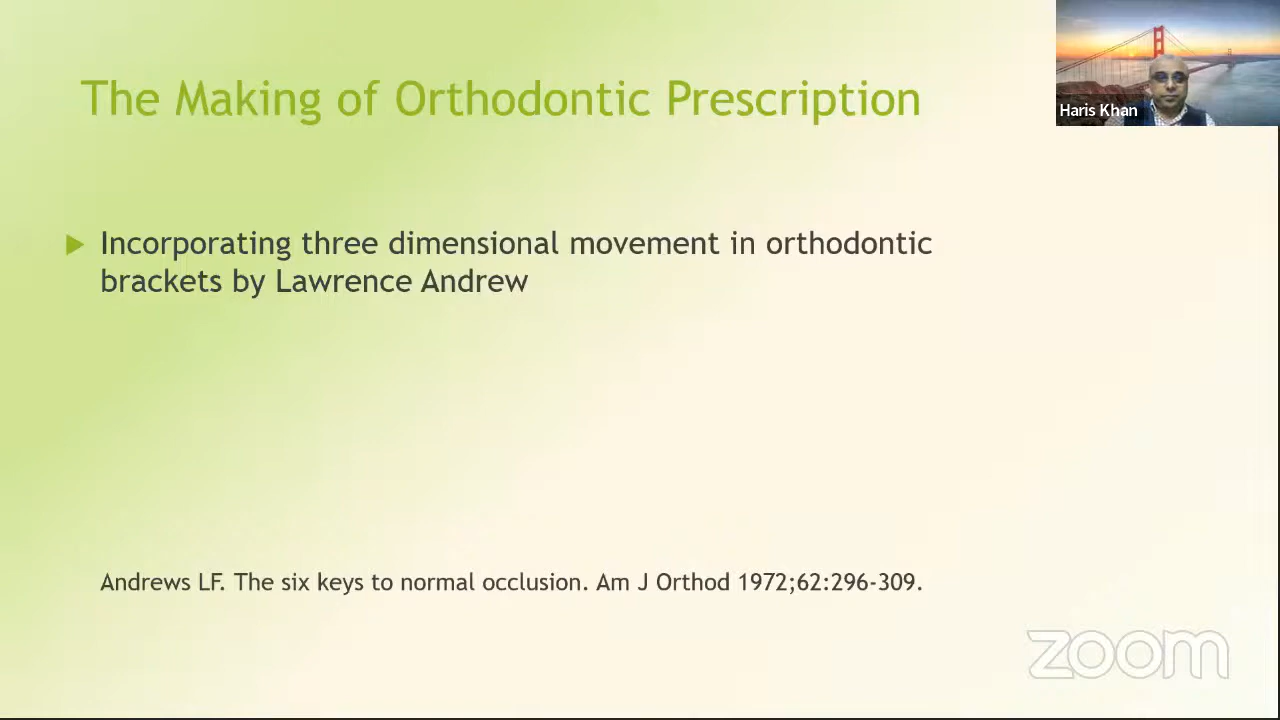 The Making of Orthodontic Prescription
Haris Khan
Incorporating three dimensional movement in orthodontic
brackets by Lawrence Andrew
Andrews LF. The six keys to normal occlusion. Am J Orthod 1972;62:296-309.
zoom